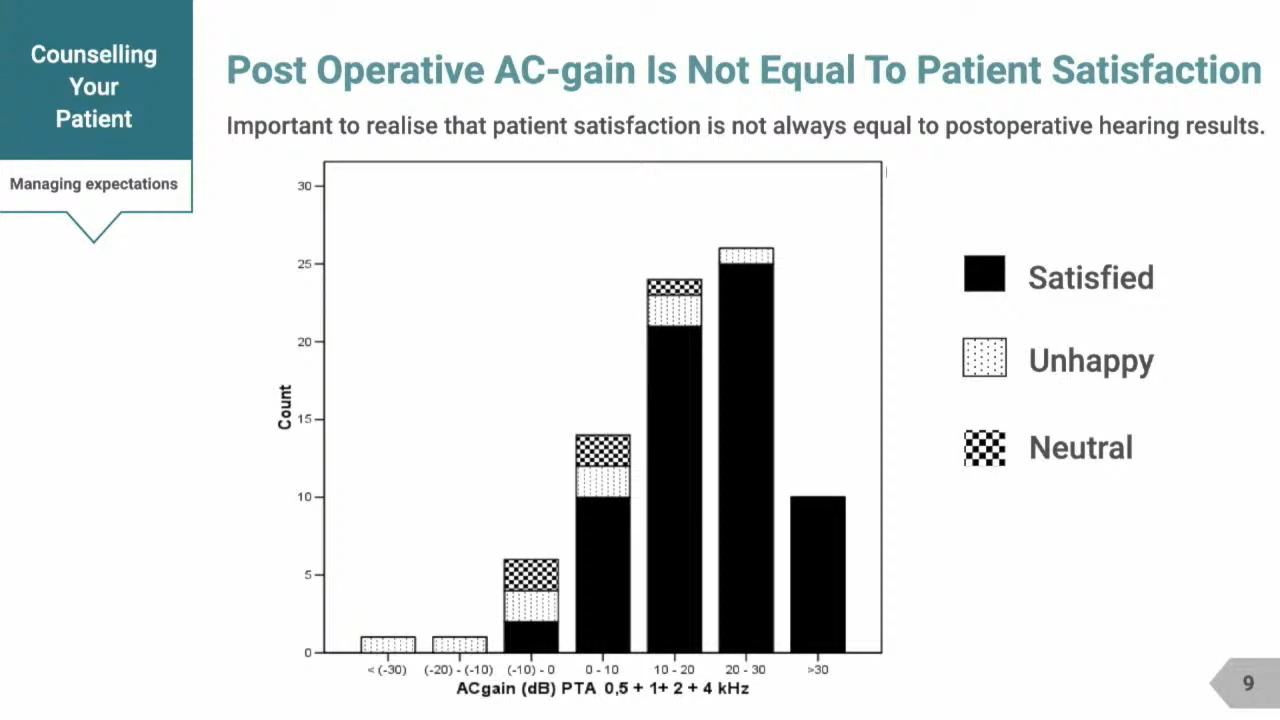 Counselling
Your
Patient
Managing expectations
Post Operative AC-gain Is Not Equal To Patient Satisfaction
Important to realise that patient satisfaction is not always equal to postoperative hearing results.
30
25
20
15
10
5
0
Count
< (-30) (-20) - (-10) (-10) - 0 0 - 10 10 - 20 20 - 30 >30
ACgain (dB) PTA 0,5 + 1+ 2 + 4 kHz
Satisfied
Unhappy
Neutral
9